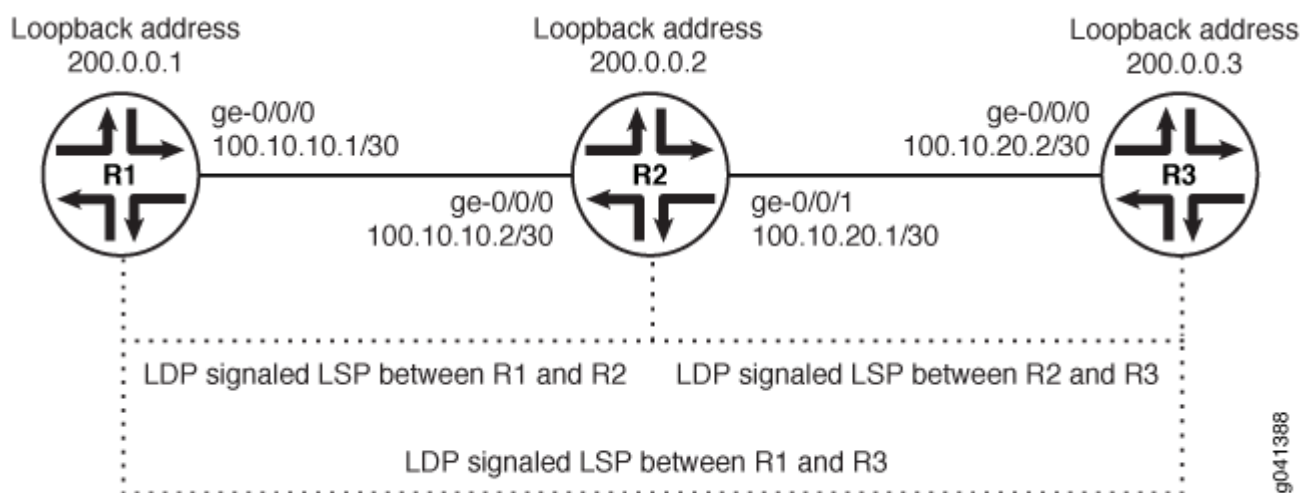 Loopback address
200.0.0.1
Loopback address
200.0.0.2
Loopback address
200.0.0.3
ge-0/0/0
100.10.10.1/30
ge-0/0/0
100.10.20.2/30
R1
R2
R3
ge-0/0/0
100.10.10.2/30
ge-0/0/1
100.10.20.1/30
LDP signaled LSP between R1 and R2
LDP signaled LSP between R2 and R3
LDP signaled LSP between R1 and R3
g041388